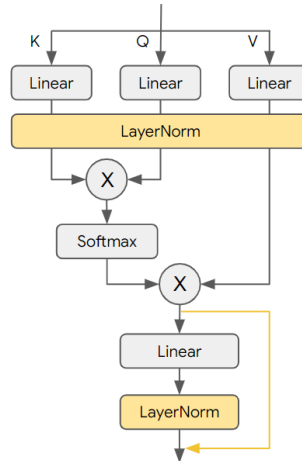 K Q V
Linear Linear Linear
LayerNorm
X
Softmax
X
Linear
LayerNorm